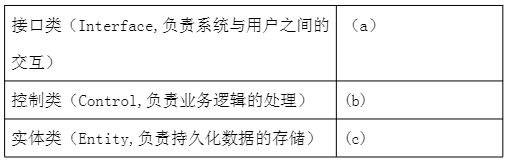 接口类（Interface,负责系统与用户之间的 （a）
交互）
控制类（Control,负责业务逻辑的处理） (b)
实体类（Entity,负责持久化数据的存储） (c)